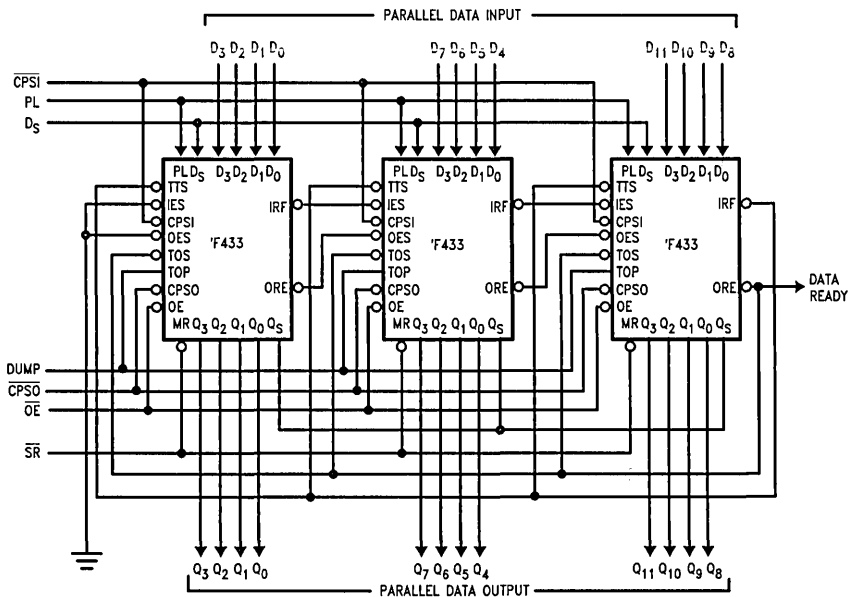 PARALLEL DATA INPUT
D3 D2 D1 D0
D7 D6 D5 D4
D11 D10 D9 D8
CPSI
PL
DS
PL DS D3 D2 D1 D0
TTS
IES
CPSI
OES
TOS
TOP
CPSO
OE
IRF
'F433
ORE
MR Q3 Q2 Q1 Q0 QS
PL DS D3 D2 D1 D0
TTS
IES
CPSI
OES
TOS
TOP
CPSO
OE
IRF
'F433
ORE
MR Q3 Q2 Q1 Q0 QS
PL DS D3 D2 D1 D0
TTS
IES
CPSI
OES
TOS
TOP
CPSO
OE
IRF
'F433
ORE
MR Q3 Q2 Q1 Q0 QS
DATA
READY
DUMP
CPSO
OE
SR
Q3 Q2 Q1 Q0
Q7 Q6 Q5 Q4
Q11 Q10 Q9 Q8
PARALLEL DATA OUTPUT